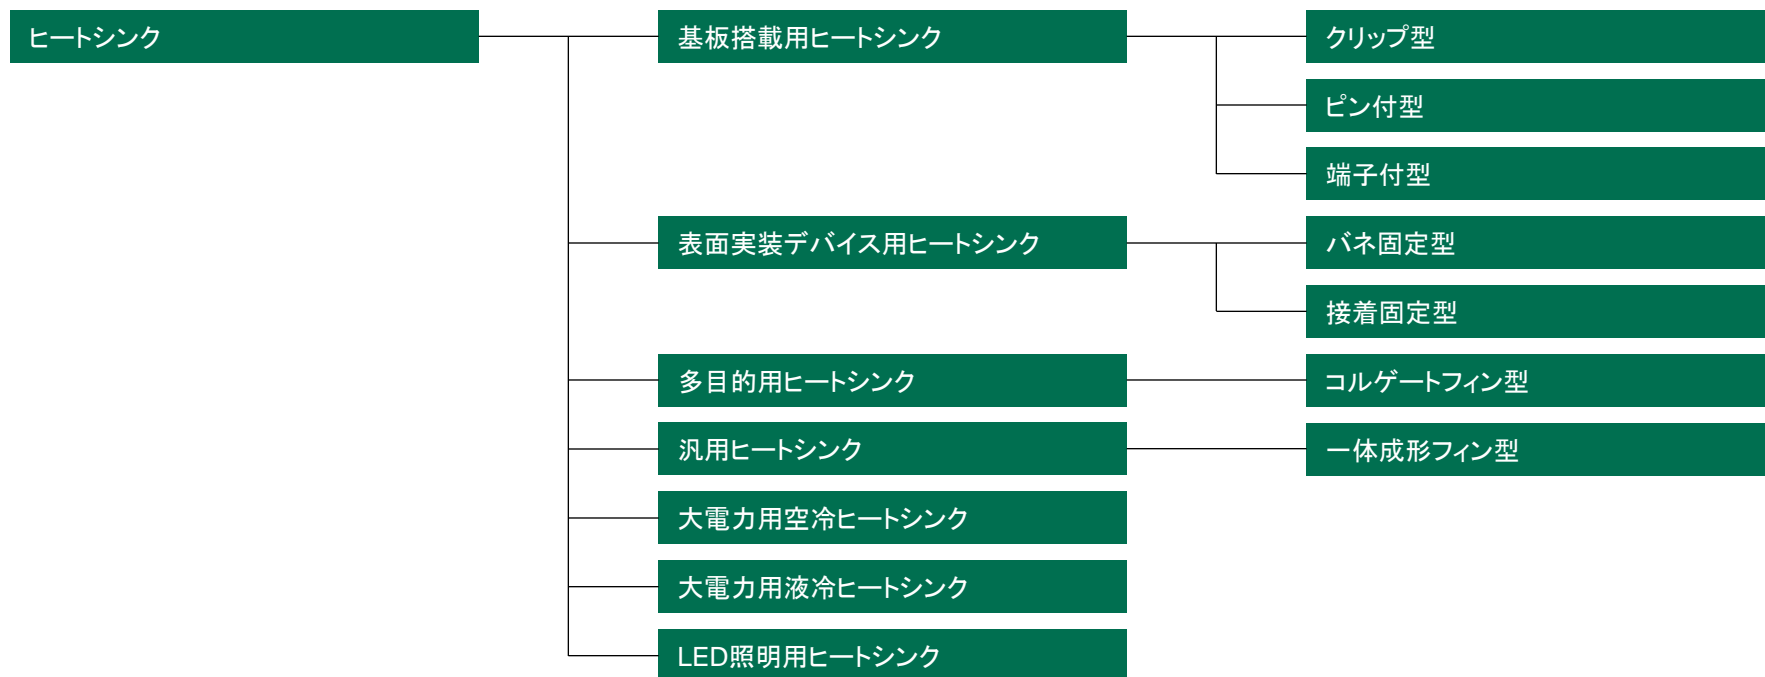 ヒートシンク
基板搭載用ヒートシンク
クリップ型
ピン付型
端子付型
表面実装デバイス用ヒートシンク
バネ固定型
接着固定型
多目的用ヒートシンク
コルゲートフィン型
汎用ヒートシンク
一体成形フィン型
大電力用空冷ヒートシンク
大電力用液冷ヒートシンク
LED照明用ヒートシンク